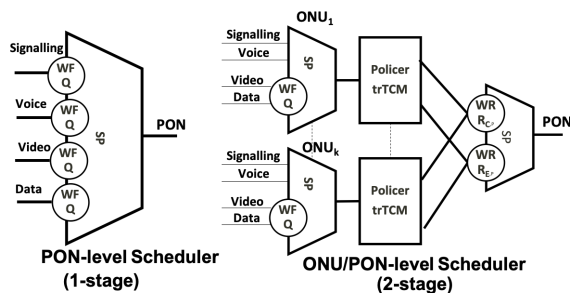 Signalling
WF
Q
Voice
WF
Q
SP
PON
Video
WF
Q
Data
WF
Q
PON-level Scheduler
(1-stage)
ONU1
Signalling
Voice
SP
Video
Data
WF
Q
Policer
trTCM
ONUk
Signalling
Voice
SP
Video
Data
WF
Q
Policer
trTCM
WR
RC,P
SP
PON
WR
RE,P
ONU/PON-level Scheduler
(2-stage)